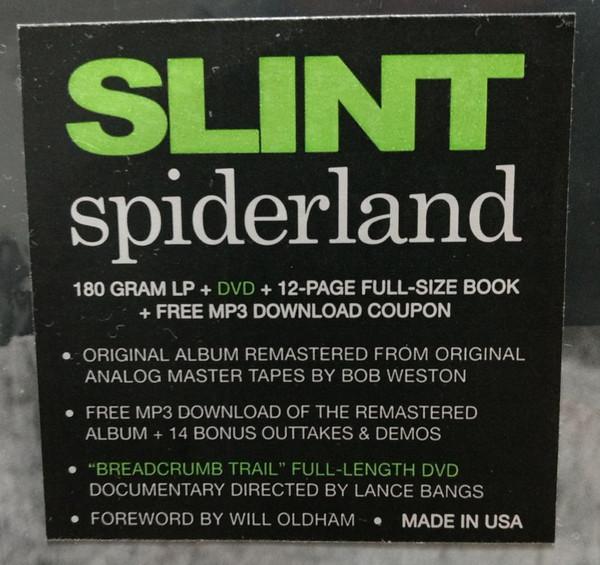 SLINT
spiderland
180 GRAM LP + DVD + 12-PAGE FULL-SIZE BOOK
+ FREE MP3 DOWNLOAD COUPON
• ORIGINAL ALBUM REMASTERED FROM ORIGINAL
ANALOG MASTER TAPES BY BOB WESTON
• FREE MP3 DOWNLOAD OF THE REMASTERED
ALBUM + 14 BONUS OUTTAKES & DEMOS
• "BREADCRUMB TRAIL" FULL-LENGTH DVD
DOCUMENTARY DIRECTED BY LANCE BANGS
• FOREWORD BY WILL OLDHAM • MADE IN USA